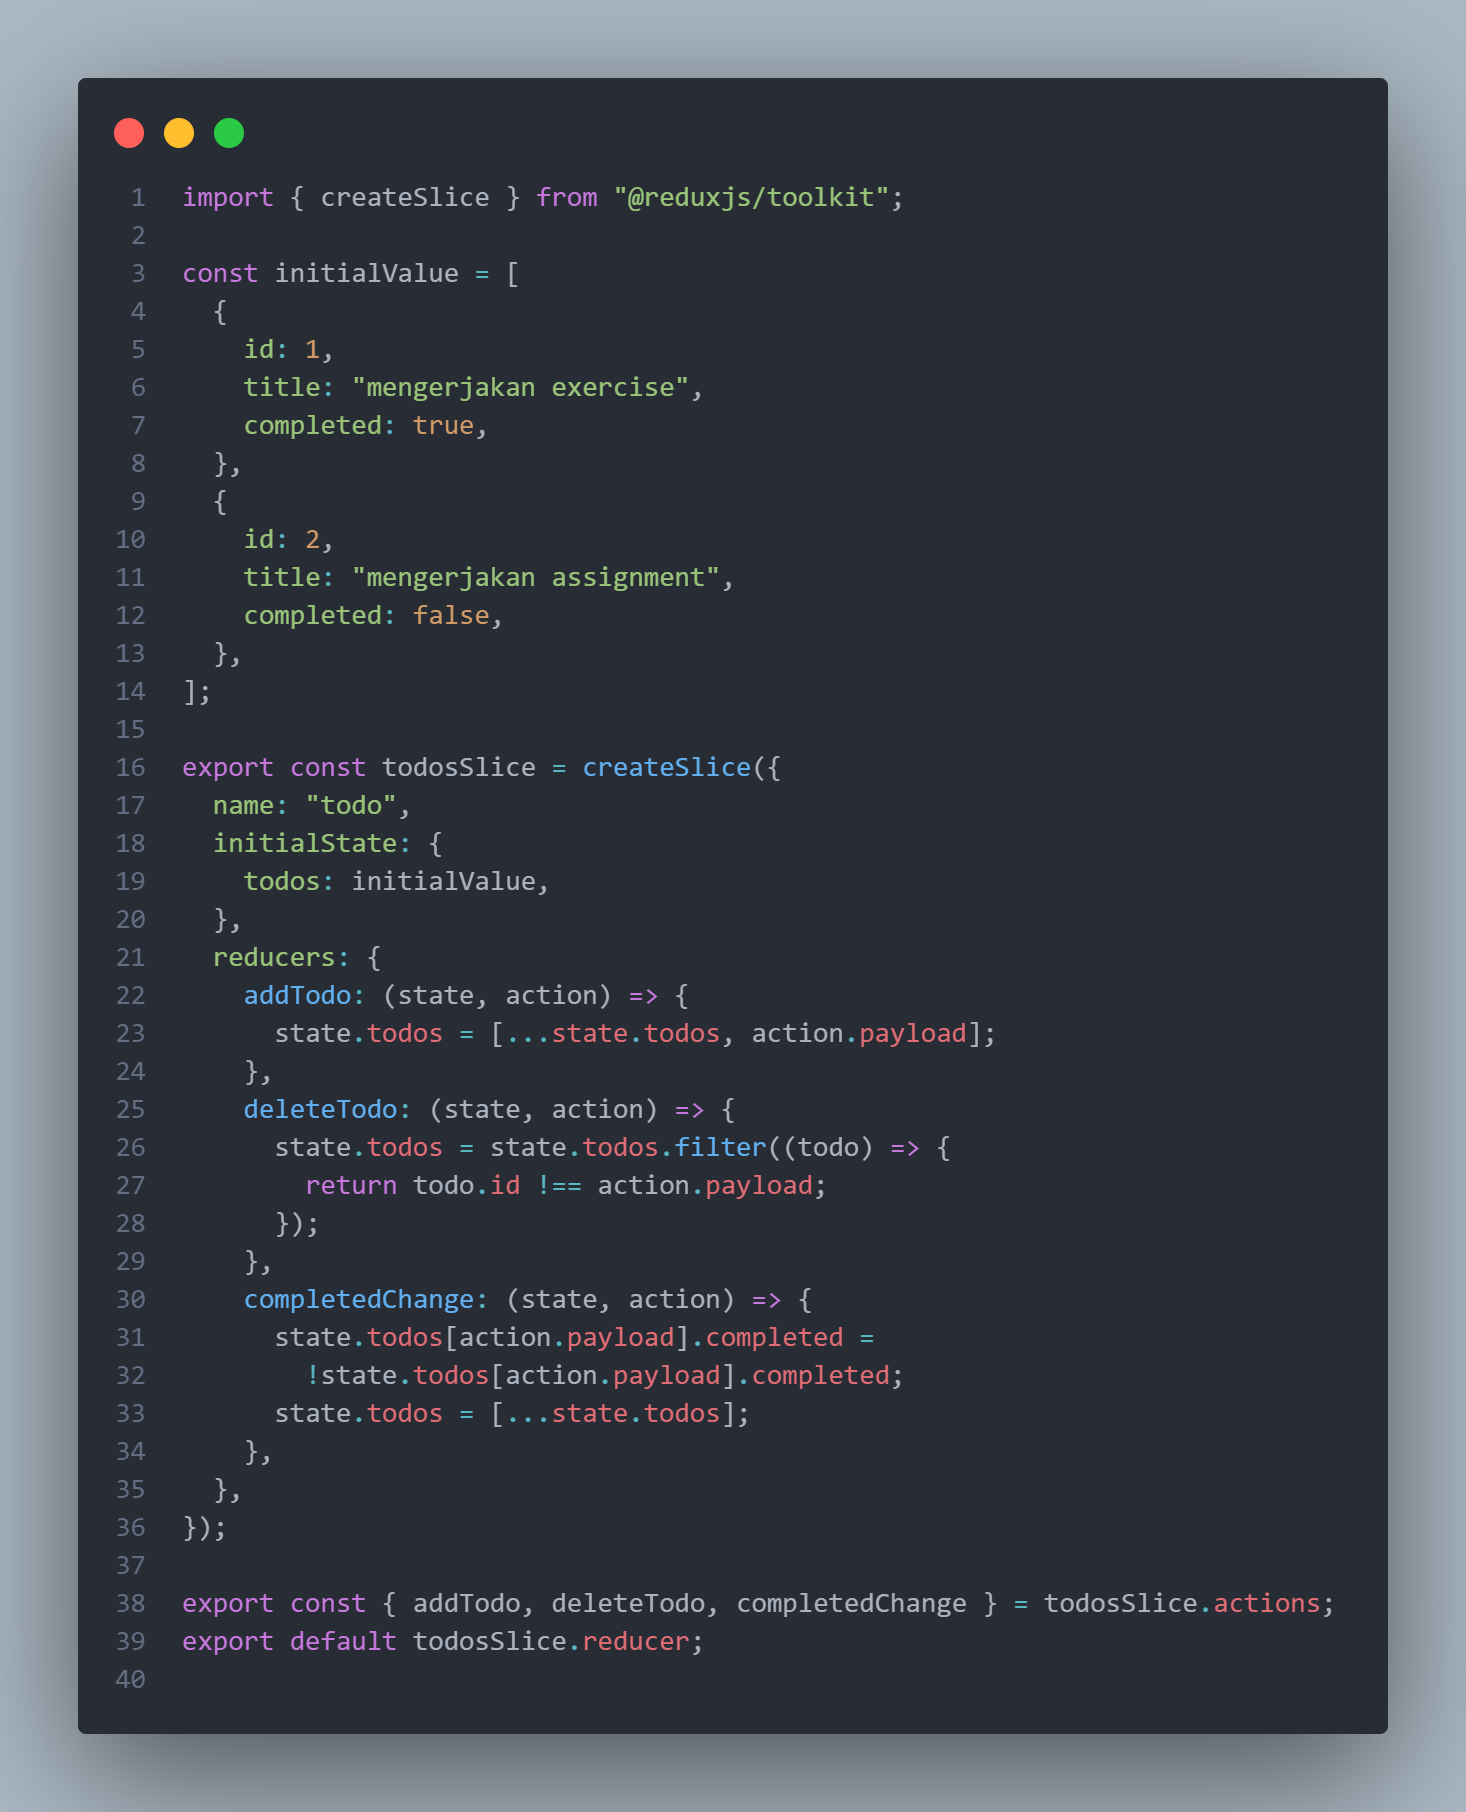 1 import { createSlice } from "@reduxjs/toolkit";
2
3 const initialValue = [
4   {
5     id: 1,
6     title: "mengerjakan exercise",
7     completed: true,
8   },
9   {
10     id: 2,
11     title: "mengerjakan assignment",
12     completed: false,
13   },
14 ];
15
16 export const todosSlice = createSlice({
17   name: "todo",
18   initialState: {
19     todos: initialValue,
20   },
21   reducers: {
22     addTodo: (state, action) => {
23       state.todos = [...state.todos, action.payload];
24     },
25     deleteTodo: (state, action) => {
26       state.todos = state.todos.filter((todo) => {
27         return todo.id !== action.payload;
28       });
29     },
30     completedChange: (state, action) => {
31       state.todos[action.payload].completed =
32         !state.todos[action.payload].completed;
33       state.todos = [...state.todos];
34     },
35   },
36 });
37
38 export const { addTodo, deleteTodo, completedChange } = todosSlice.actions;
39 export default todosSlice.reducer;
40